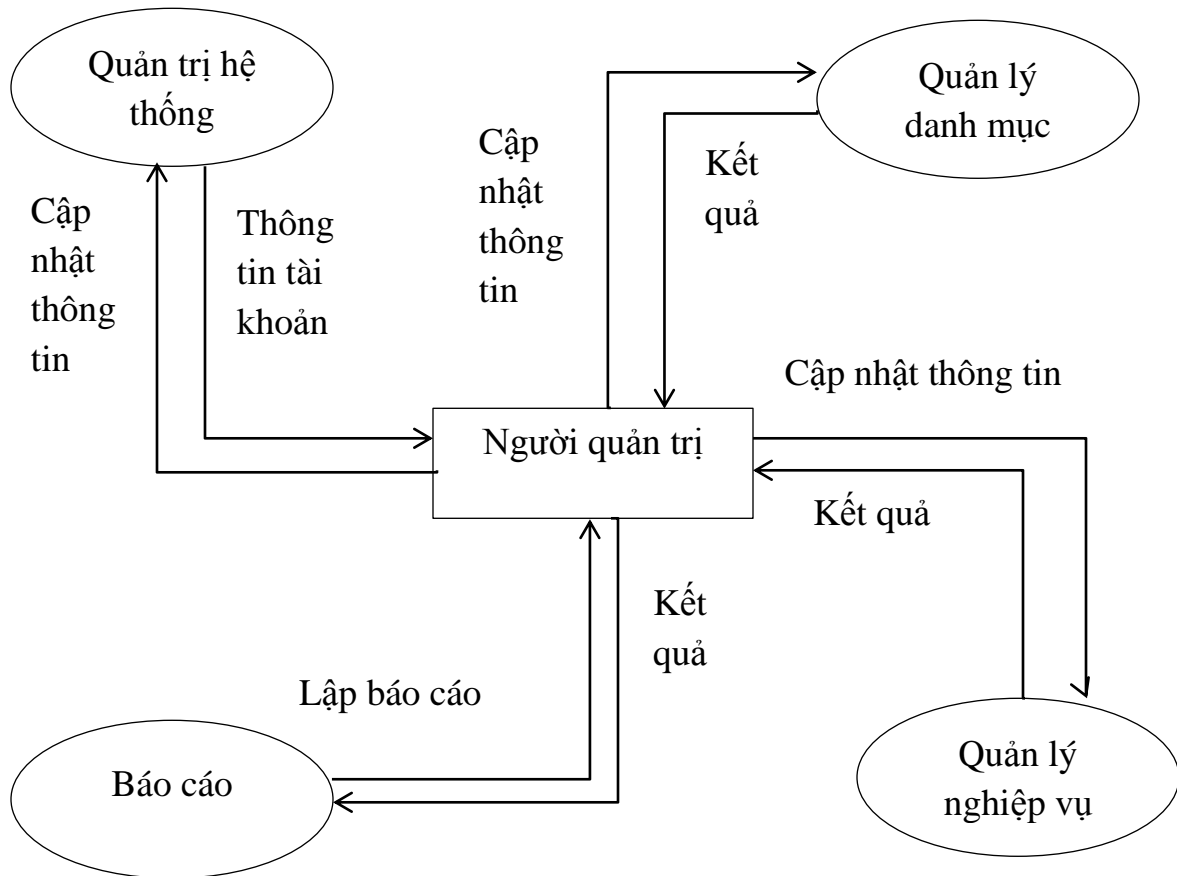 Quản trị hệ
thống
Quản lý
danh mục
Cập
nhật
thông
tin
Thông
tin tài
khoản
Cập
nhật
thông
tin
Kết
quả
Cập nhật thông tin
Người quản trị
Kết quả
Kết
quả
Lập báo cáo
Báo cáo
Quản lý
nghiệp vụ